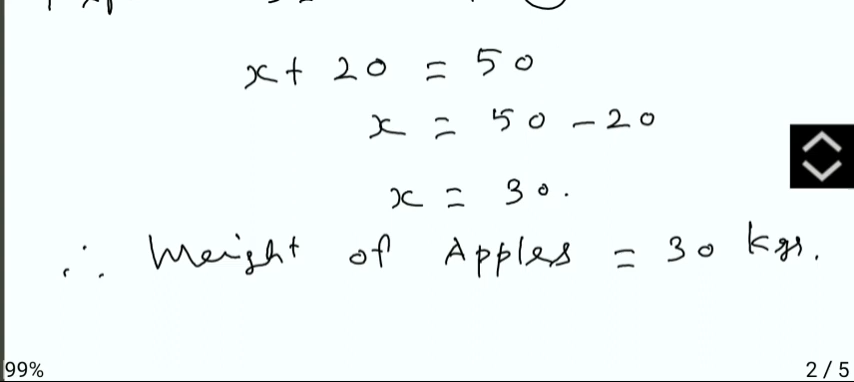 x + 20 = 50
x = 50 - 20
x = 30.
∴ Weight of Apples = 30 kgs.
99%
2/5